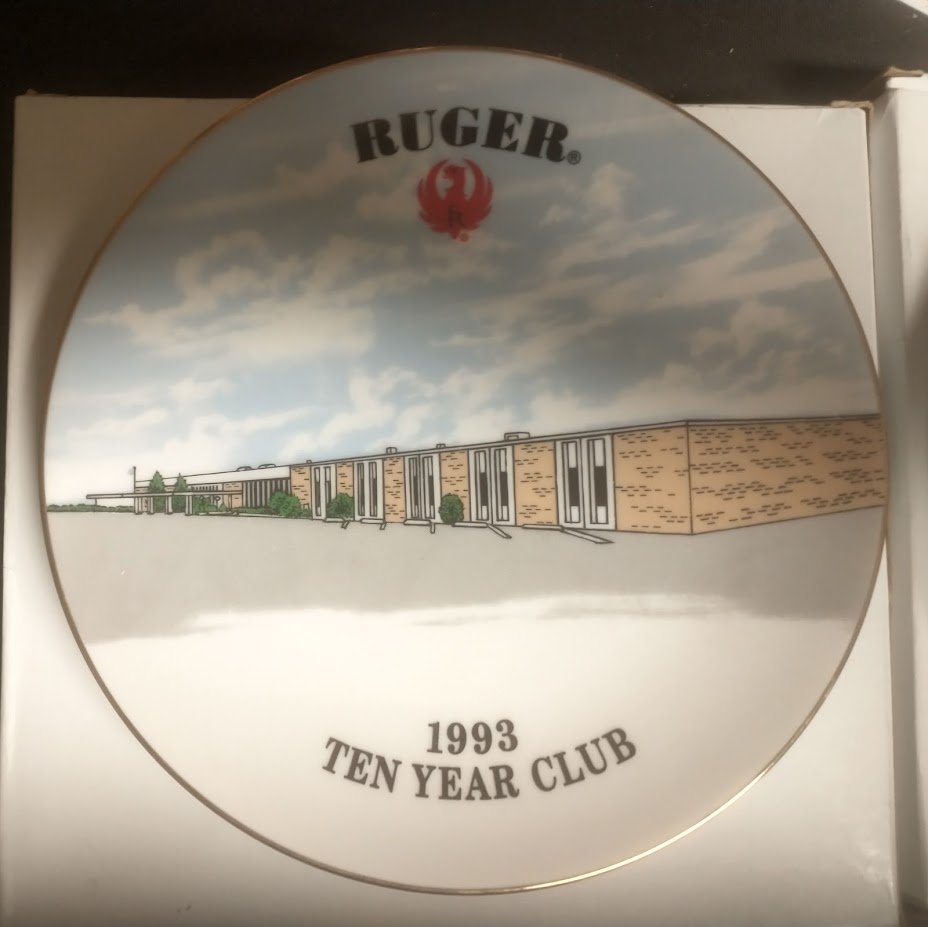 RUGER®
R
1993
TEN YEAR CLUB